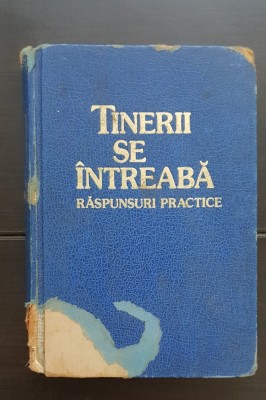 TINERII
SE
ÎNTREABĂ
RĂSPUNSURI PRACTICE